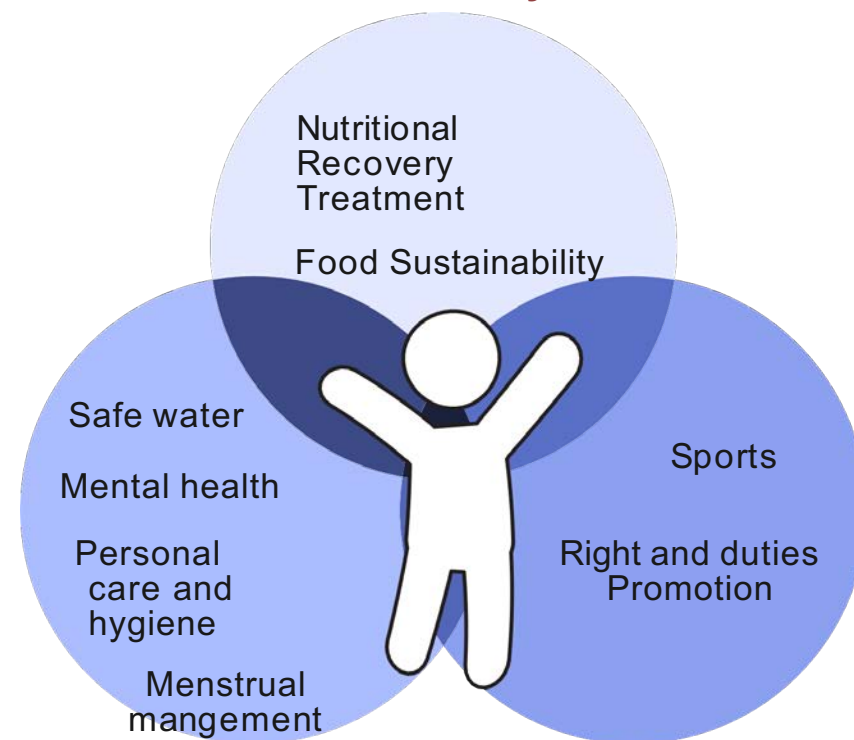 Nutritional
Recovery
Treatment
Food Sustainability
Safe water
Mental health
Personal
care and
hygiene
Menstrual
mangement
Sports
Right and duties
Promotion